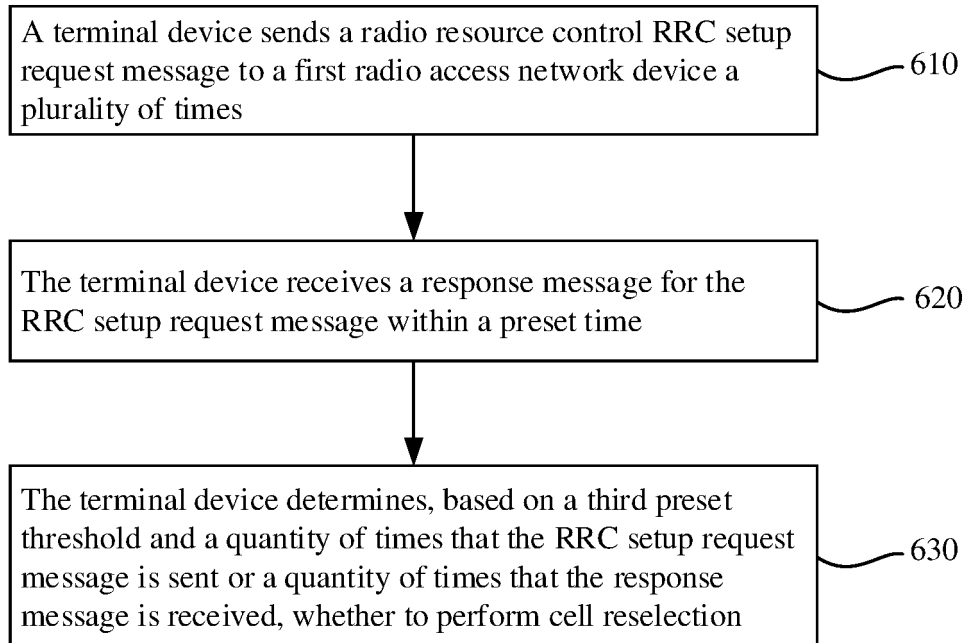 A terminal device sends a radio resource control RRC setup
request message to a first radio access network device a
plurality of times
610
The terminal device receives a response message for the
RRC setup request message within a preset time
620
The terminal device determines, based on a third preset
threshold and a quantity of times that the RRC setup request
message is sent or a quantity of times that the response
message is received, whether to perform cell reselection
630